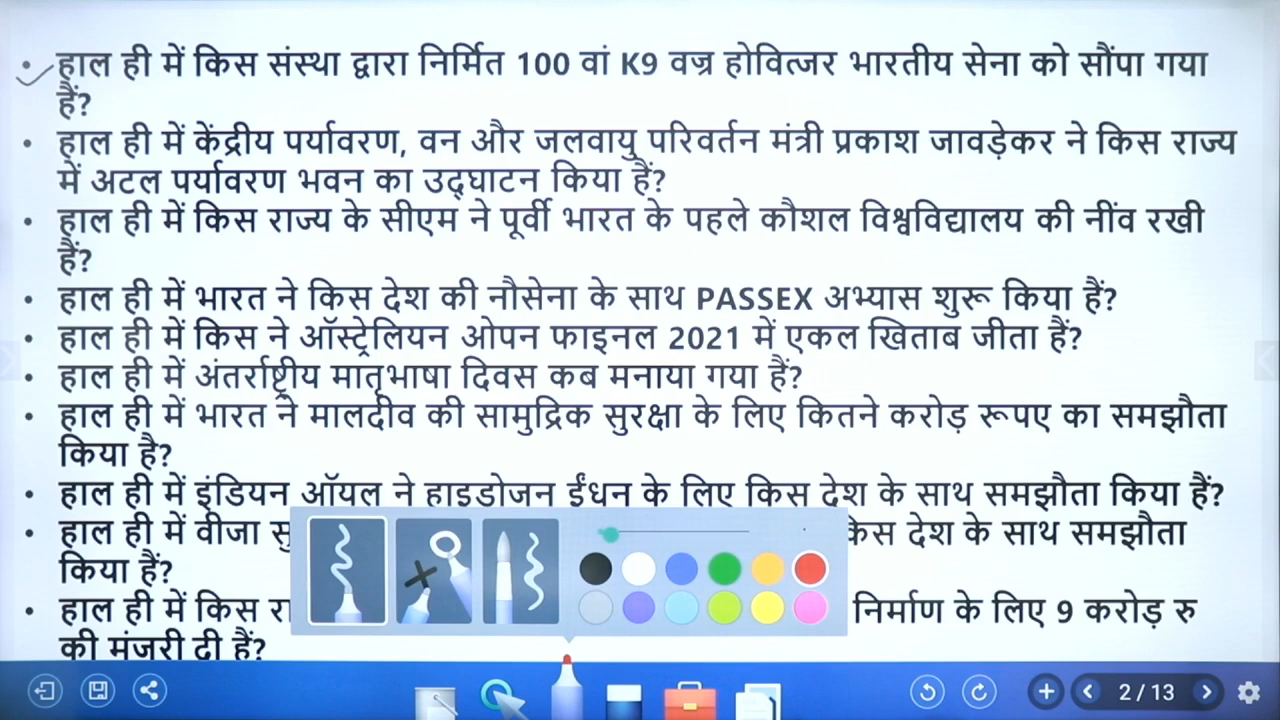 • हाल ही में किस संस्था द्वारा निर्मित 100 वां K9 वज्र होवित्जर भारतीय सेना को सौंपा गया
हैं?
• हाल ही में केंद्रीय पर्यावरण, वन और जलवायु परिवर्तन मंत्री प्रकाश जावड़ेकर ने किस राज्य
में अटल पर्यावरण भवन का उद्घाटन किया हैं?
• हाल ही में किस राज्य के सीएम ने पूर्वी भारत के पहले कौशल विश्वविद्यालय की नींव रखी
हैं?
• हाल ही में भारत ने किस देश की नौसेना के साथ PASSEX अभ्यास शुरू किया हैं?
• हाल ही में किस ने ऑस्ट्रेलियन ओपन फाइनल 2021 में एकल खिताब जीता हैं?
• हाल ही में अंतर्राष्ट्रीय मातृभाषा दिवस कब मनाया गया हैं?
• हाल ही में भारत ने मालदीव की सामुद्रिक सुरक्षा के लिए कितने करोड़ रूपए का समझौता
किया है?
• हाल ही में इंडियन ऑयल ने हाइडोजन ईंधन के लिए किस देश के साथ समझौता किया हैं?
• हाल ही में वीजा देश के साथ समझौता
किया हैं?
• हाल ही में किस निर्माण के लिए 9 करोड़ रु
की मंजूरी दी हैं?
2 / 13